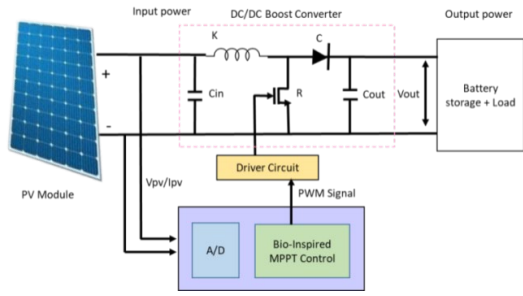 Input power
DC/DC Boost Converter
Output power
K
C
+
Cin
R
Cout
Vout
Battery
storage + Load
-
Driver Circuit
PV Module
Vpv/Ipv
PWM Signal
A/D
Bio-Inspired
MPPT Control